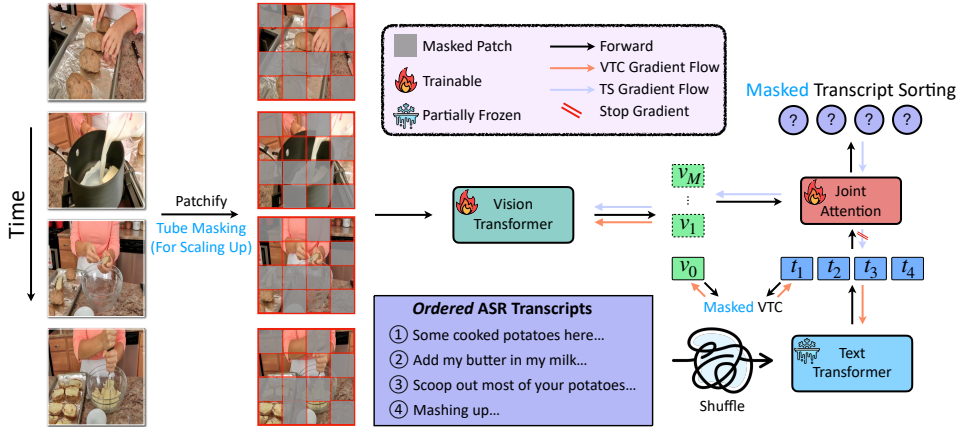 Masked Patch
Trainable
Partially Frozen
Forward
VTC Gradient Flow
TS Gradient Flow
Stop Gradient
Masked Transcript Sorting
? ? ? ?
Time
Patchify
Tube Masking
(For Scaling Up)
Vision
Transformer
v_M
...
v_1
v_0
Joint
Attention
t_1 t_2 t_3 t_4
Masked VTC
Ordered ASR Transcripts
① Some cooked potatoes here...
② Add my butter in my milk...
③ Scoop out most of your potatoes...
④ Mashing up...
Shuffle
Text
Transformer